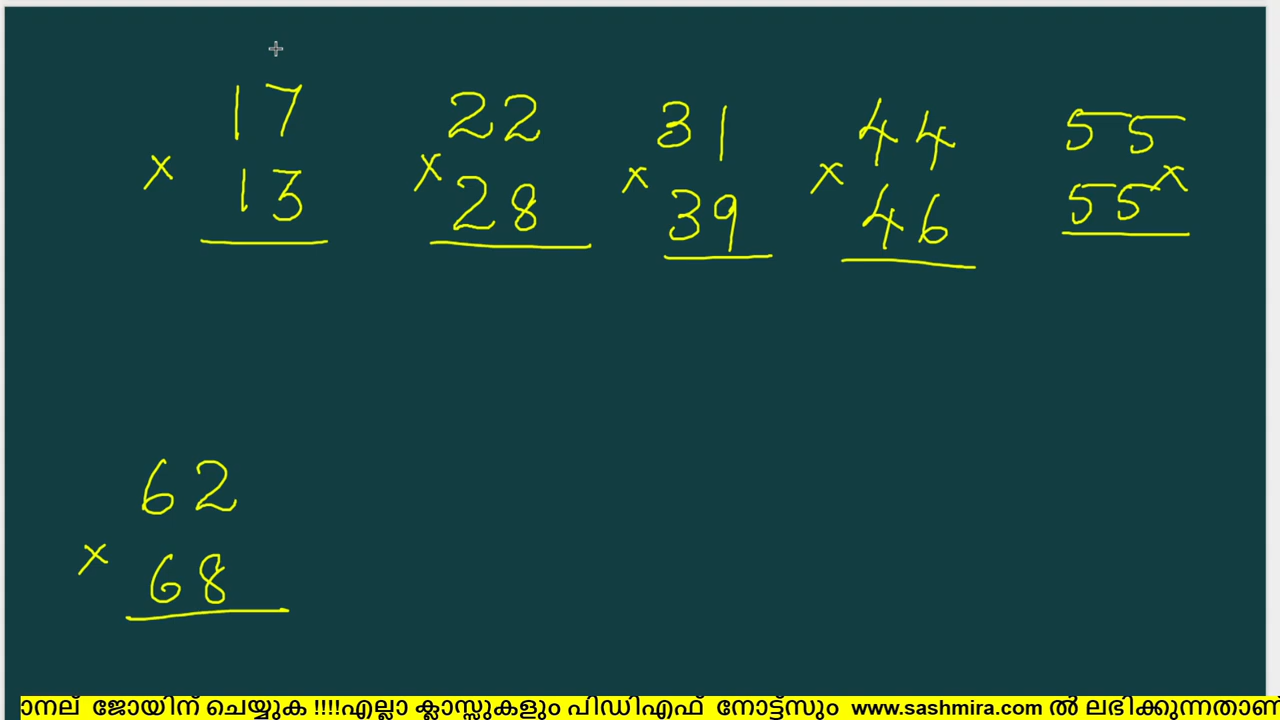 17 22 31 44 55
× 13 × 28 × 39 × 46 55 ×
62
× 68
ാനല് ജോയിന് ചെയ്യുക !!!!എല്ലാ ക്ലാസ്സുകളും പിഡിഎഫ് നോട്ട്സും www.sashmira.com ൽ ലഭിക്കുന്നതാണ്